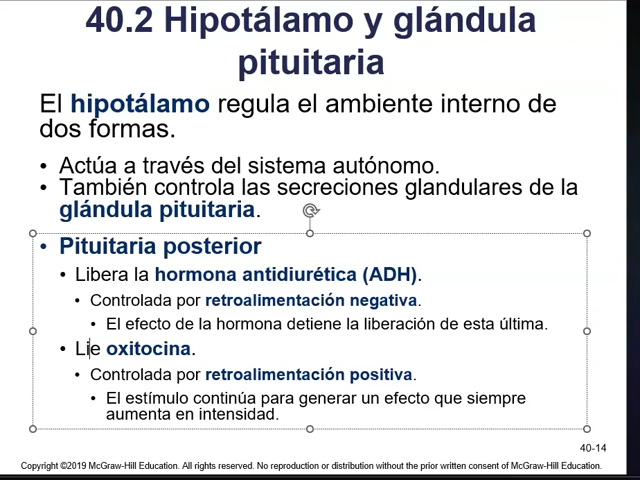 40.2 Hipotálamo y glándula
pituitaria
El hipotálamo regula el ambiente interno de
dos formas.
• Actúa a través del sistema autónomo.
• También controla las secreciones glandulares de la
glándula pituitaria.
• Pituitaria posterior
• Libera la hormona antidiurética (ADH).
• Controlada por retroalimentación negativa.
• El efecto de la hormona detiene la liberación de esta última.
• Lie oxitocina.
• Controlada por retroalimentación positiva.
• El estímulo continúa para generar un efecto que siempre
aumenta en intensidad.
40-14
Copyright ©2019 McGraw-Hill Education. All rights reserved. No reproduction or distribution without the prior written consent of McGraw-Hill Education.